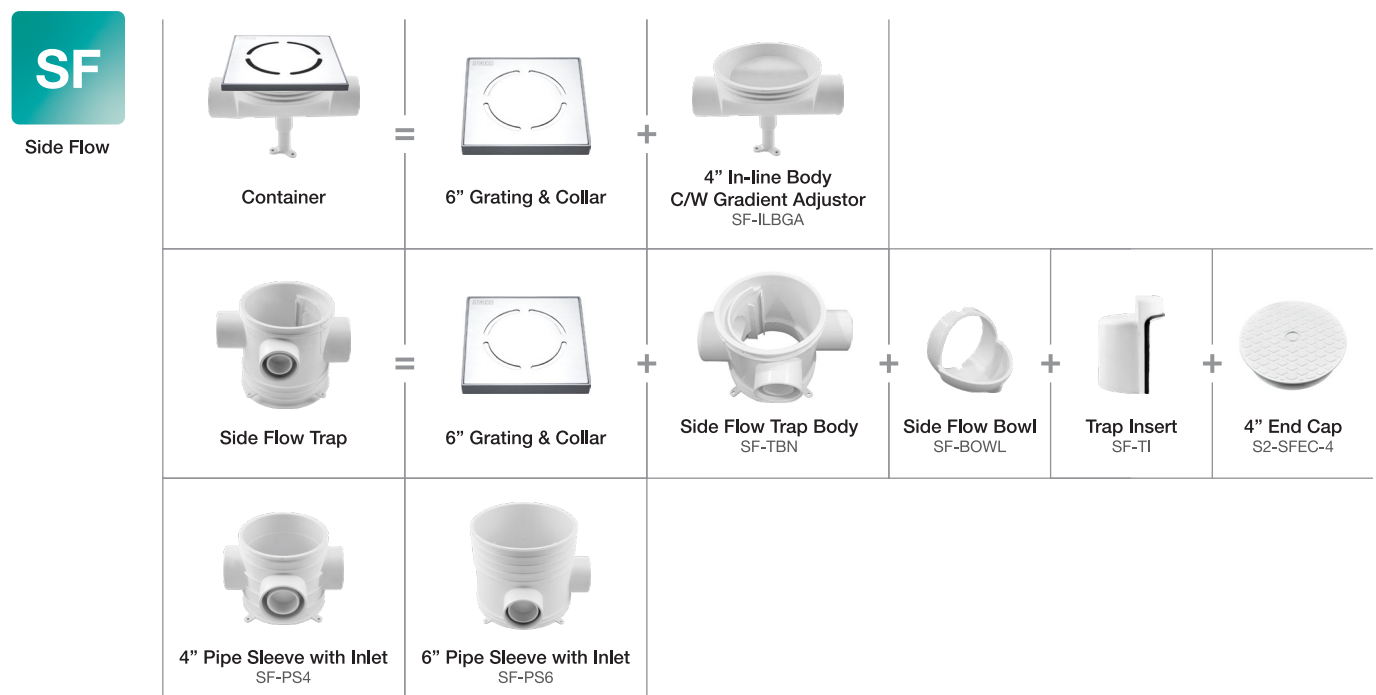 SF
Side Flow
Container
=
6” Grating & Collar
+
4” In-line Body
C/W Gradient Adjustor
SF-ILBGA
Side Flow Trap
=
6” Grating & Collar
+
Side Flow Trap Body
SF-TBN
+
Side Flow Bowl
SF-BOWL
+
Trap Insert
SF-TI
+
4” End Cap
S2-SFEC-4
4” Pipe Sleeve with Inlet
SF-PS4
6” Pipe Sleeve with Inlet
SF-PS6